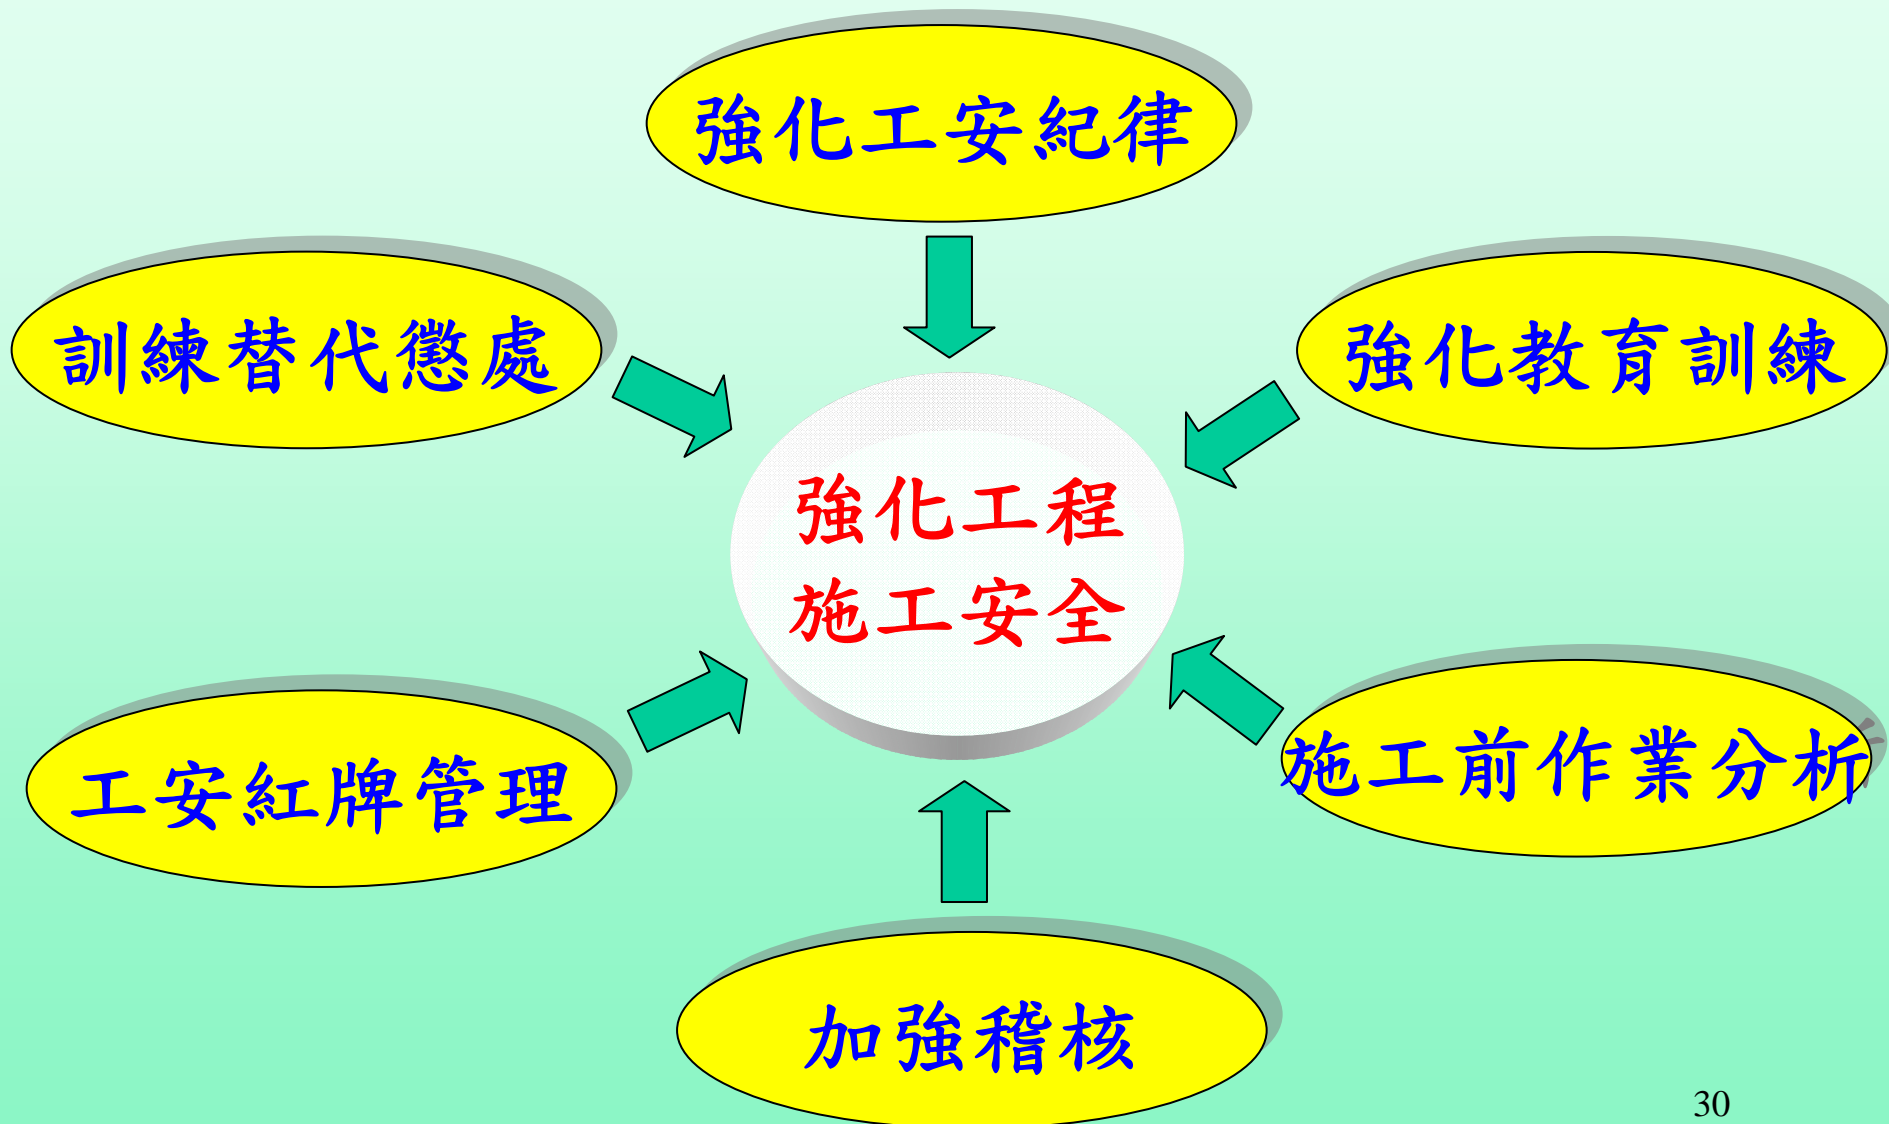 強化工安紀律
訓練替代懲處
強化教育訓練
強化工程
施工安全
工安紅牌管理
施工前作業分析
加強稽核
30